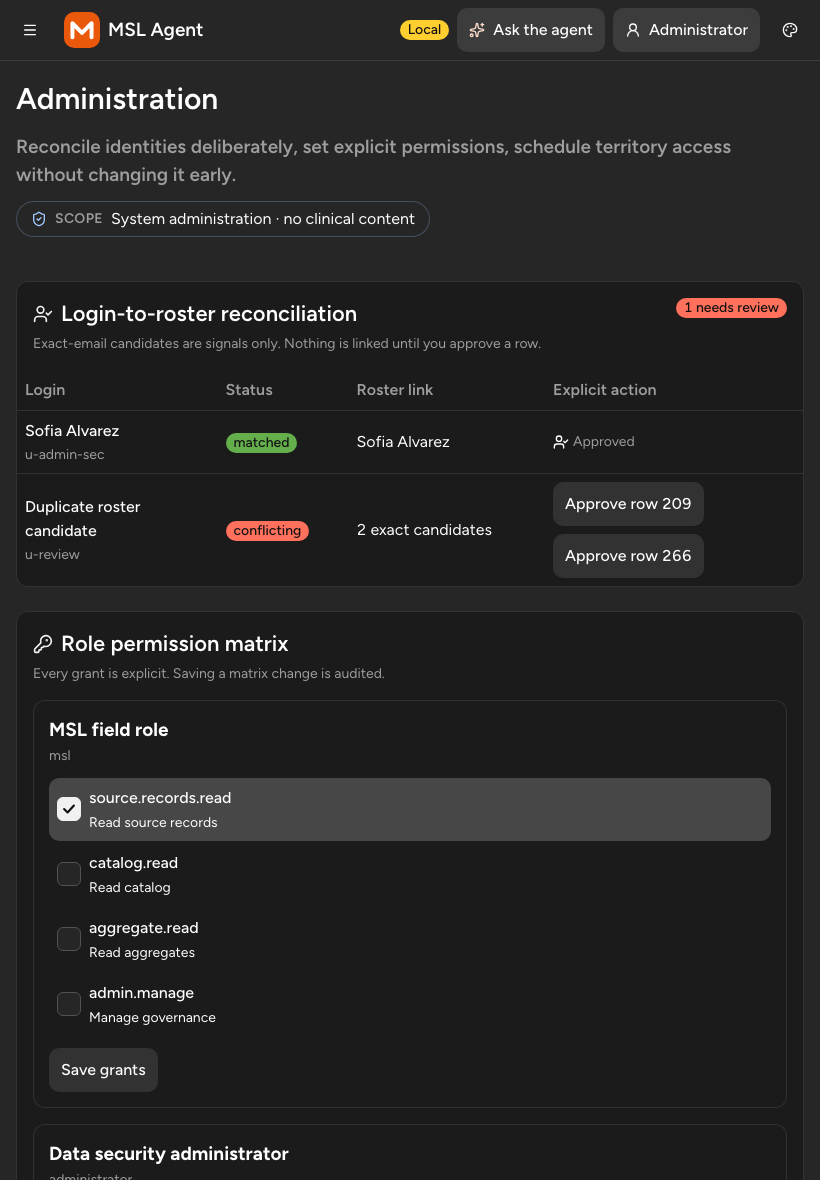 MSL Agent
Local
Ask the agent
Administrator
Administration
Reconcile identities deliberately, set explicit permissions, schedule territory access
without changing it early.
SCOPE System administration · no clinical content
Login-to-roster reconciliation
1 needs review
Exact-email candidates are signals only. Nothing is linked until you approve a row.
Login Status Roster link Explicit action
Sofia Alvarez
u-admin-sec
matched
Sofia Alvarez
Approved
Duplicate roster
candidate
u-review
conflicting
2 exact candidates
Approve row 209
Approve row 266
Role permission matrix
Every grant is explicit. Saving a matrix change is audited.
MSL field role
msl
source.records.read
Read source records
catalog.read
Read catalog
aggregate.read
Read aggregates
admin.manage
Manage governance
Save grants
Data security administrator
administrator